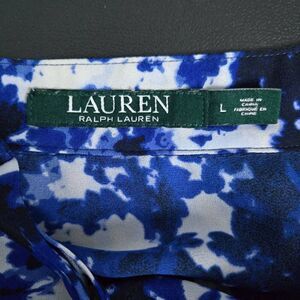 LAUREN
RALPH LAUREN
L
MADE IN
CHINA
FABRIQUÉ EN
CHINE